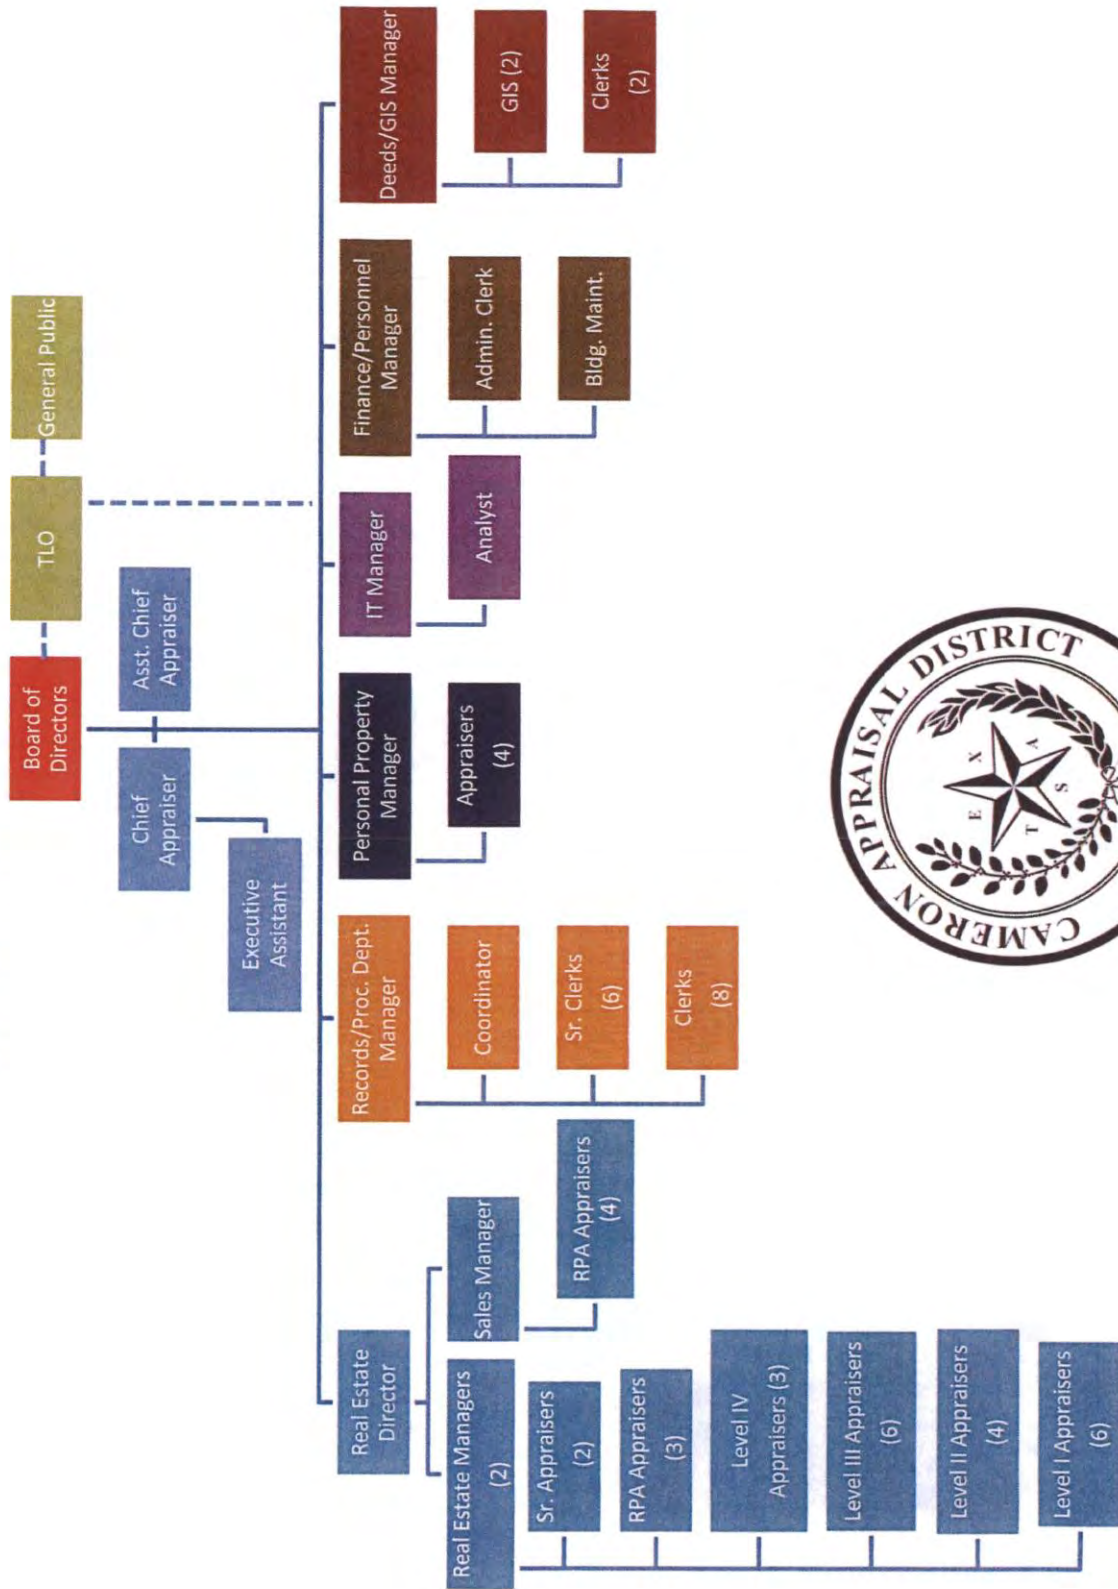 Board of
Directors
TLO
General Public
Chief
Appraiser
Asst. Chief
Appraiser
Executive
Assistant
Real Estate
Director
Records/Proc. Dept.
Manager
Personal Property
Manager
IT Manager
Finance/Personnel
Manager
Deeds/GIS Manager
Real Estate Managers
(2)
Sales Manager
Coordinator
Appraisers
(4)
Analyst
Admin. Clerk
GIS (2)
Sr. Appraisers
(2)
RPA Appraisers
(4)
Sr. Clerks
(6)
Bldg. Maint.
Clerks
(2)
RPA Appraisers
(3)
Clerks
(8)
Level IV
Appraisers (3)
Level III Appraisers
(6)
Level II Appraisers
(4)
Level I Appraisers
(6)
CAMERON APPRAISAL DISTRICT
T E X A S